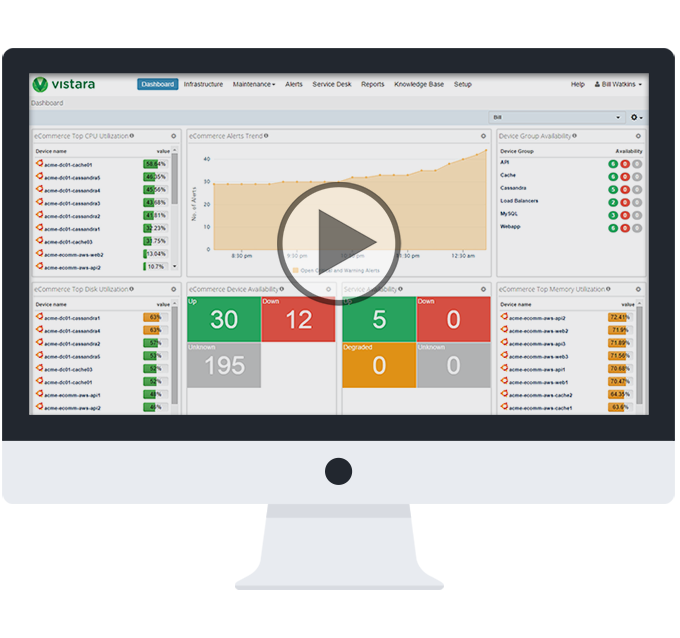 vistara
Dashboard Infrastructure Maintenance Alerts Service Desk Reports Knowledge Base Setup Help Bill Watkins
Dashboard
Bill
eCommerce Top CPU Utilization
Device name value
acme-dc01-cache01 58.84%
acme-dc01-cassandra5 46.35%
acme-dc01-cassandra4 45.56%
acme-dc01-cassandra3 43.68%
acme-dc01-cassandra2 41.81%
acme-dc01-cassandra1 32.23%
acme-dc01-cache03 31.75%
acme-ecomm-aws-web2 13.04%
acme-ecomm-aws-api2 10.7%
eCommerce Alerts Trend
No. of Alerts
40
30
20
10
0
8:30 pm 9:10 pm 11:20 pm 12:30 am
Open Critical and Warning Alerts
Device Group Availability
Device Group Availability
API 6 0 0
Cache 6 0 0
Cassandra 5 0 0
Load Balancers 2 0 0
MySQL 3 0 0
Webapp 6 0 0
eCommerce Top Disk Utilization
Device name value
acme-dc01-cassandra1 63%
acme-dc01-cassandra4 63%
acme-dc01-cassandra2 57%
acme-dc01-cassandra5 53%
acme-dc01-cache03 52%
acme-dc01-cache01 52%
acme-ecomm-aws-api1 43%
acme-ecomm-aws-api2 40%
eCommerce Device Availability
Up Down
30 12
Unknown
195
Service Availability
Up Down
5 0
Degraded Unknown
0 0
eCommerce Top Memory Utilization
Device name value
acme-ecomm-aws-api2 72.41%
acme-ecomm-aws-web2 71.9%
acme-ecomm-aws-api3 71.89%
acme-ecomm-aws-web3 71.56%
acme-ecomm-aws-api1 70.68%
acme-ecomm-aws-web1 70.47%
acme-ecomm-aws-cache2 64.35%
acme-ecomm-aws-cache1 63.6%